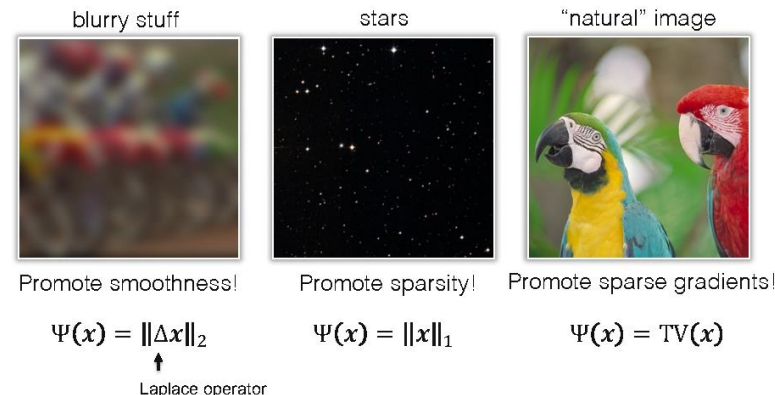 blurry stuff
stars
“natural” image
Promote smoothness!
Promote sparsity!
Promote sparse gradients!
Ψ(x) = ‖Δx‖₂
Ψ(x) = ‖x‖₁
Ψ(x) = TV(x)
Laplace operator